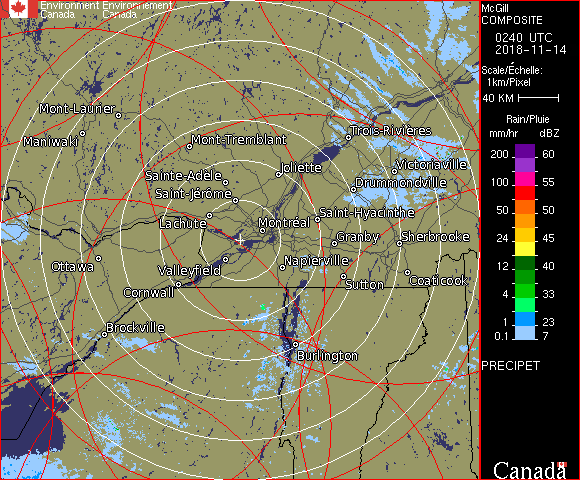 Environment Environnement
Canada Canada
McGill
COMPOSITE
0240 UTC
2018-11-14
Scale/Échelle:
1km/Pixel
40 KM
Rain/Pluie
mm/hr dBZ
200 60
150 57
100 55
50 50
24 45
12 40
4 33
1 23
0.1 7
PRECIPET
Canada
Mont-Laurier
Maniwaki
Mont-Tremblant
Trois-Rivières
Joliette
Victoriaville
Sainte-Adèle
Drummondville
Saint-Jérôme
Saint-Hyacinthe
Lachute
Montréal
Granby
Sherbrooke
Ottawa
Valleyfield
Napierville
Sutton
Coaticook
Cornwall
Brockville
Burlington